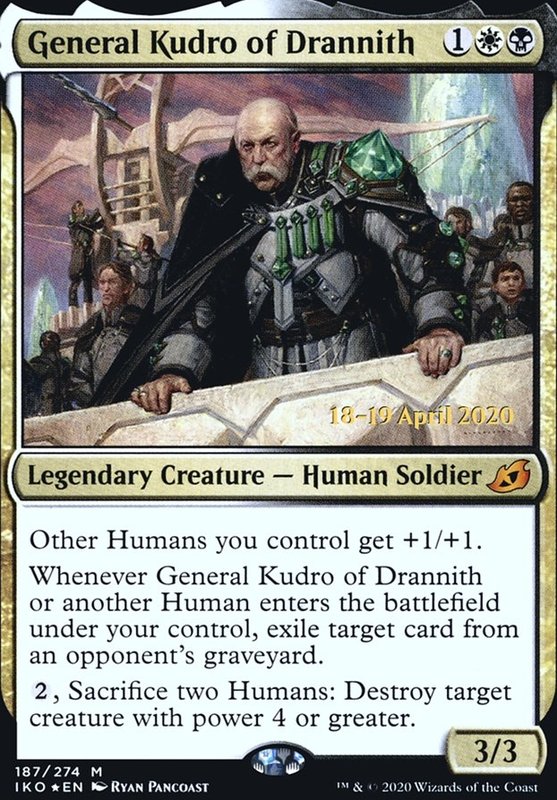 General Kudro of Drannith 1
18-19 April 2020
Legendary Creature — Human Soldier
Other Humans you control get +1/+1.
Whenever General Kudro of Drannith
or another Human enters the battlefield
under your control, exile target card from
an opponent's graveyard.
2, Sacrifice two Humans: Destroy target
creature with power 4 or greater.
3/3
187/274 M
IKO ★ EN Ryan Pancoast
™ & © 2020 Wizards of the Coast